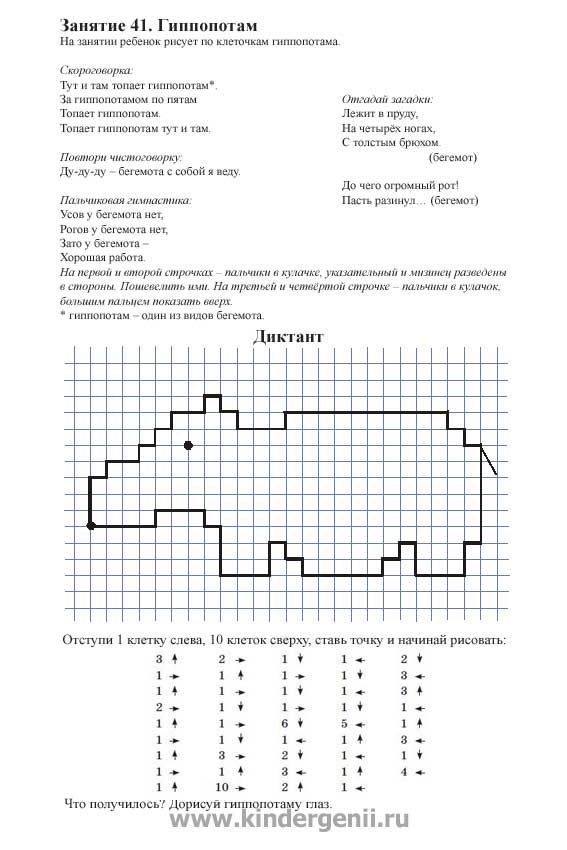 Занятие 41. Гиппопотам
На занятии ребенок рисует по клеточкам гиппопотама.
Скороговорка:
Тут и там топает гиппопотам*.
За гиппопотамом по пятам
Топает гиппопотам.
Топает гиппопотам тут и там.
Повтори чистоговорку:
Ду-ду-ду – бегемота с собой я веду.
Пальчиковая гимнастика:
Усов у бегемота нет,
Рогов у бегемота нет,
Зато у бегемота –
Хорошая работа.
Отгадай загадки:
Лежит в пруду,
На четырёх ногах,
С толстым брюхом.
(бегемот)
До чего огромный рот!
Пасть разинул… (бегемот)
На первой и второй строчках – пальчики в кулачке, указательный и мизинец разведены
в стороны. Пошевелить ими. На третьей и четвёртой строчке – пальчики в кулачок,
большим пальцем показать вверх.
* гиппопотам – один из видов бегемота.
Диктант
Отступи 1 клетку слева, 10 клеток сверху, ставь точку и начинай рисовать:
3 ↑ 2 → 1 ↓ 1 ← 2 ↓
1 → 1 ↑ 1 → 1 ↓ 3 ←
1 ↑ 1 → 1 ↓ 1 ← 3 ↑
2 → 1 ↓ 1 → 1 ↓ 1 ←
1 ↑ 1 → 6 ↓ 5 ← 1 ↑
1 → 1 ↓ 1 ← 1 ↑ 3 ←
1 ↑ 3 → 2 ↓ 1 ← 1 ↓
1 → 1 ↑ 3 ← 1 ↑ 4 ←
1 ↑ 10 → 2 ↑ 1 ←
Что получилось? Дорисуй гиппопотаму глаз.
www.kindergenii.ru